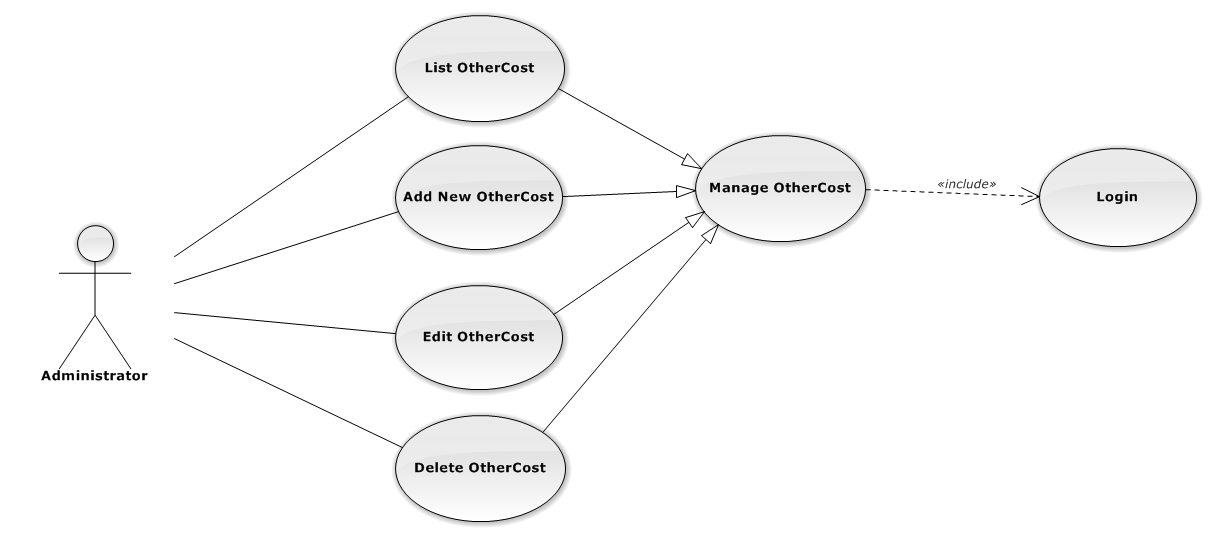 List OtherCost
Add New OtherCost
Manage OtherCost
«include»
Login
Edit OtherCost
Administrator
Delete OtherCost